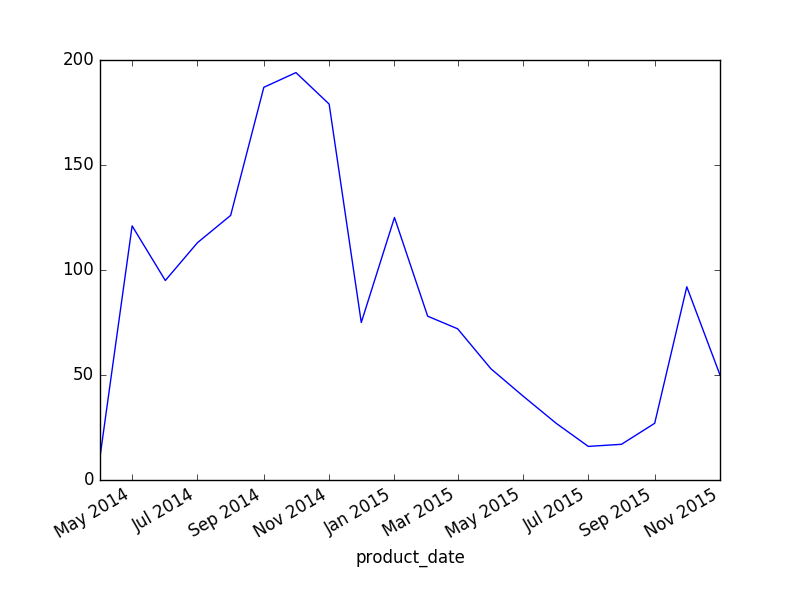 200
150
100
50
0
May 2014
Jul 2014
Sep 2014
Nov 2014
Jan 2015
Mar 2015
May 2015
Jul 2015
Sep 2015
Nov 2015
product_date